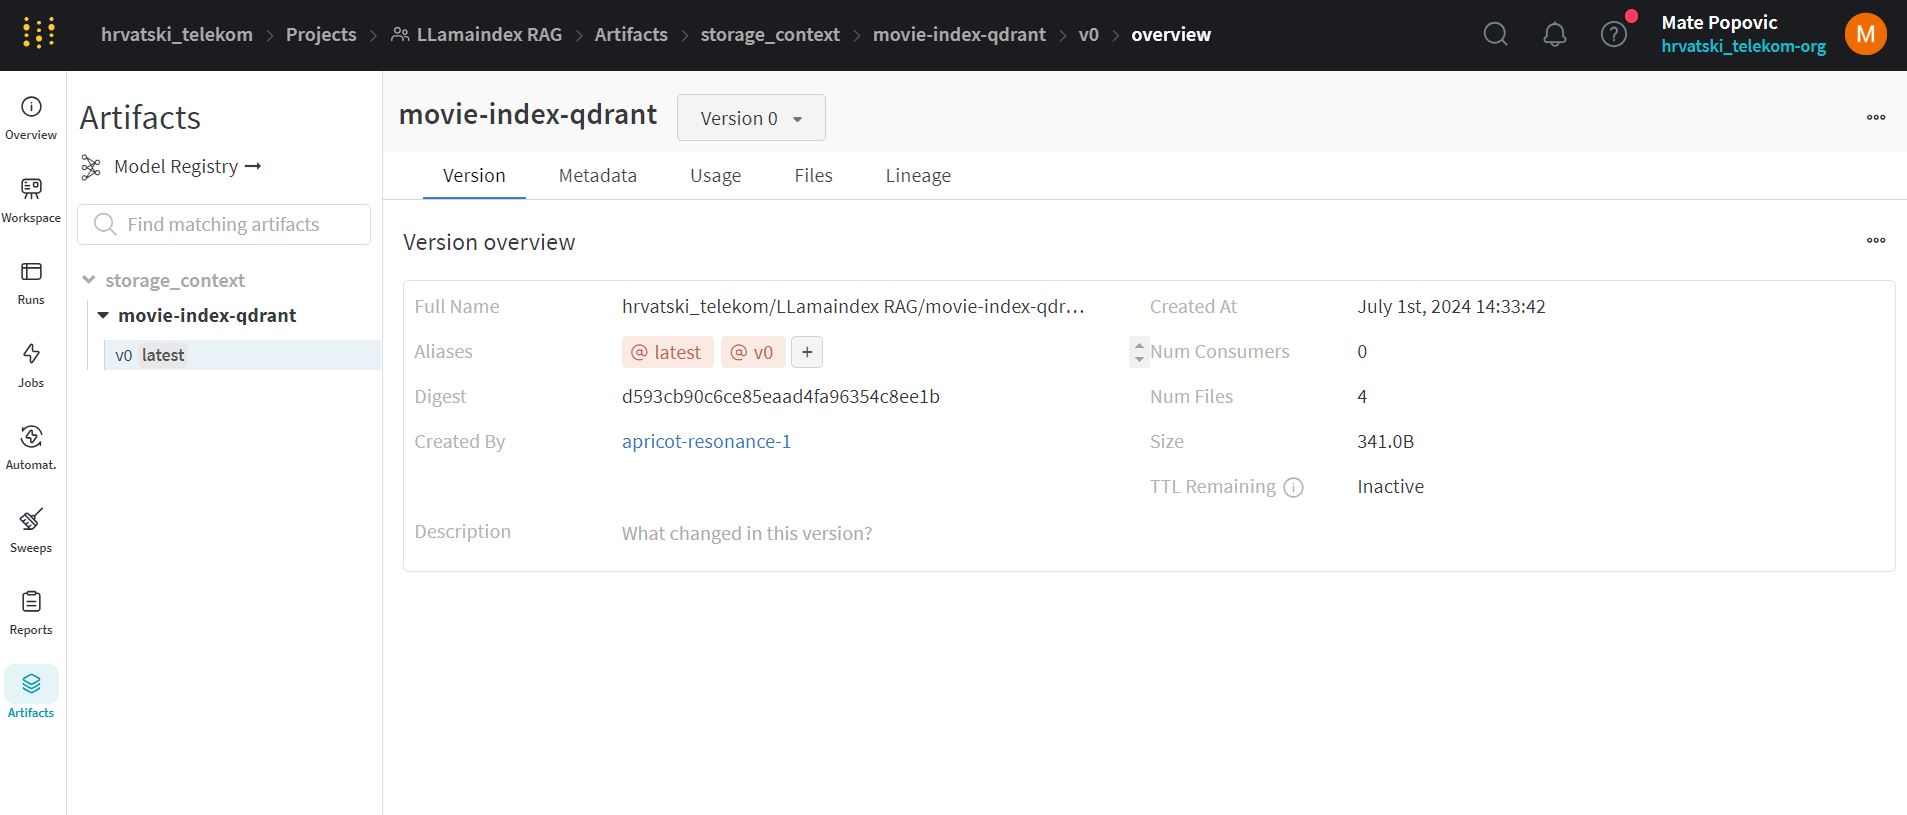 hrvatski_telekom > Projects > LLamaindex RAG > Artifacts > storage_context > movie-index-qdrant > v0 > overview
?
Mate Popovic
hrvatski_telekom-org
M
Overview
Workspace
Runs
Jobs
Automat.
Sweeps
Reports
Artifacts
Artifacts
Model Registry →
Find matching artifacts
storage_context
movie-index-qdrant
v0 latest
movie-index-qdrant
Version 0
Version Metadata Usage Files Lineage
Version overview
Full Name hrvatski_telekom/LLamaindex RAG/movie-index-qdr...
Aliases @ latest @ v0 +
Digest d593cb90c6ce85eaad4fa96354c8ee1b
Created By apricot-resonance-1
Description What changed in this version?
Created At July 1st, 2024 14:33:42
Num Consumers 0
Num Files 4
Size 341.0B
TTL Remaining i Inactive